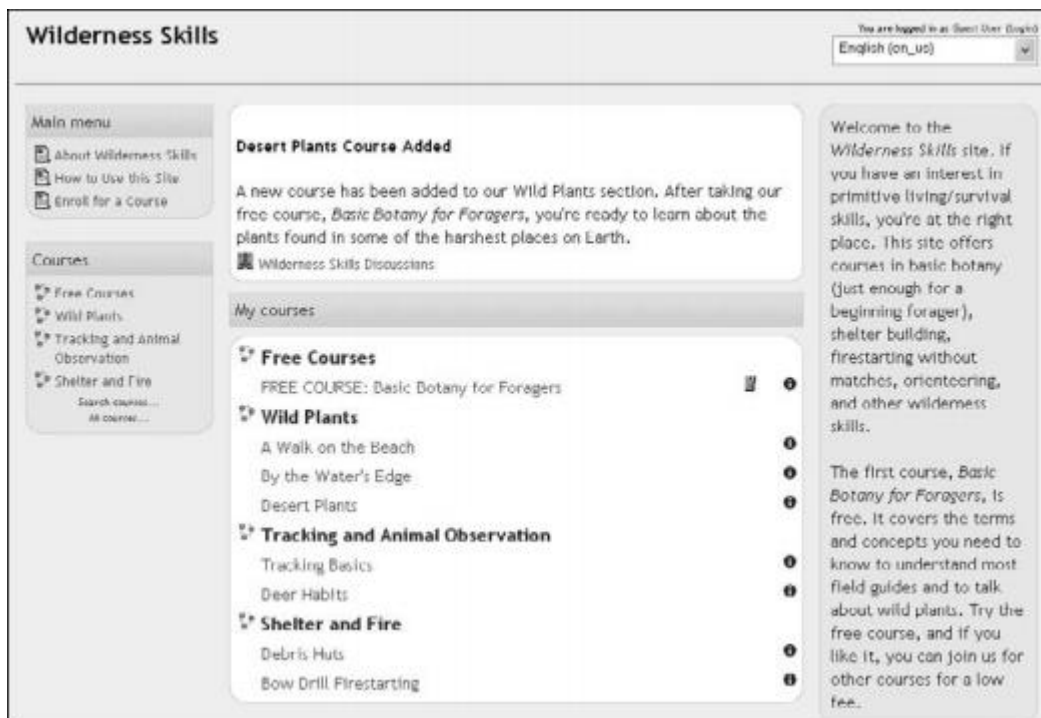 Wilderness Skills
You are logged in as Guest User (Login)
English (en_us)
Main menu
About Wilderness Skills
How to Use this Site
Enroll for a Course
Courses
Free Courses
Wild Plants
Tracking and Animal
Observation
Shelter and Fire
Search courses...
All courses...
Desert Plants Course Added
A new course has been added to our Wild Plants section. After taking our
free course, Basic Botany for Foragers, you're ready to learn about the
plants found in some of the harshest places on Earth.
Wilderness Skills Discussions
My courses
Free Courses
FREE COURSE: Basic Botany for Foragers
Wild Plants
A Walk on the Beach
By the Water's Edge
Desert Plants
Tracking and Animal Observation
Tracking Basics
Deer Habits
Shelter and Fire
Debris Huts
Bow Drill Firestarting
Welcome to the
Wilderness Skills site. If
you have an interest in
primitive living/survival
skills, you're at the right
place. This site offers
courses in basic botany
(just enough for a
beginning forager),
shelter building,
firestarting without
matches, orienteering,
and other wilderness
skills.
The first course, Basic
Botany for Foragers, is
free. It covers the terms
and concepts you need to
know to understand most
field guides and to talk
about wild plants. Try the
free course, and if you
like it, you can join us for
other courses for a low
fee.